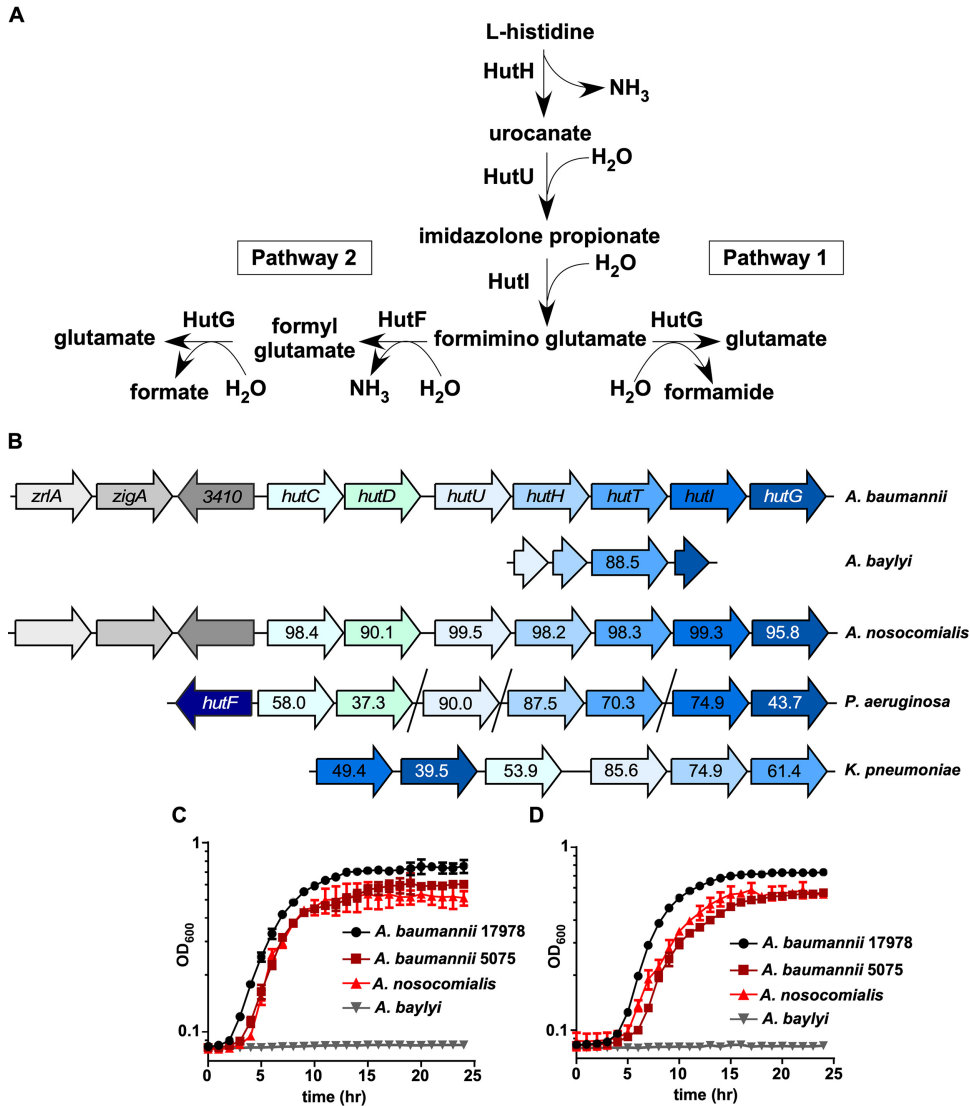 A
L-histidine
HutH
NH3
urocanate
H2O
HutU
imidazolone propionate
Pathway 2
Pathway 1
H2O
HutI
glutamate HutG formyl glutamate HutF formimino glutamate HutG glutamate
formate H2O NH3 H2O H2O formamide
B
zrlA zigA 3410 hutC hutD hutU hutH hutT hutI hutG A. baumannii
88.5 A. baylyi
98.4 90.1 99.5 98.2 98.3 99.3 95.8 A. nosocomialis
hutF 58.0 37.3 90.0 87.5 70.3 74.9 43.7 P. aeruginosa
49.4 39.5 53.9 85.6 74.9 61.4 K. pneumoniae
C
1
OD600
0.1
A. baumannii 17978
A. baumannii 5075
A. nosocomialis
A. baylyi
0 5 10 15 20 25
time (hr)
D
1
OD600
0.1
A. baumannii 17978
A. baumannii 5075
A. nosocomialis
A. baylyi
0 5 10 15 20 25
time (hr)